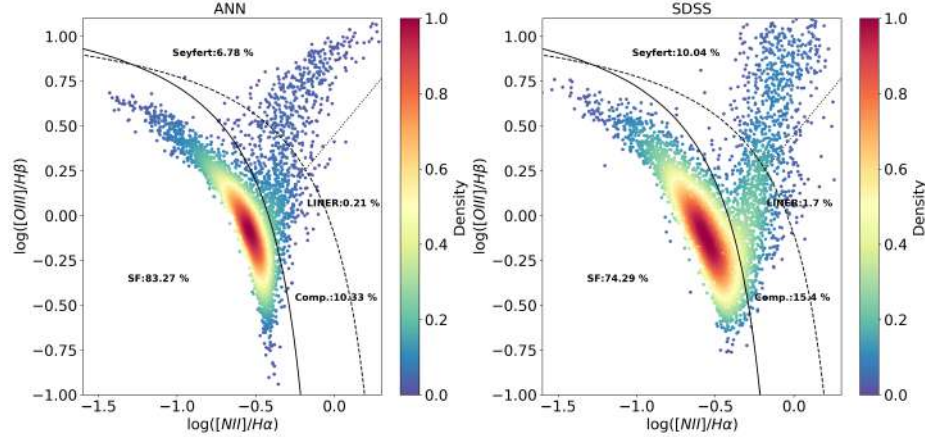 ANN
Seyfert:6.78 %
LINER:0.21 %
SF:83.27 %
Comp.:10.33 %
1.00
0.75
0.50
0.25
0.00
−0.25
−0.50
−0.75
−1.00
log([OIII]/Hβ)
−1.5
−1.0
−0.5
0.0
log([NII]/Hα)
1.0
0.8
0.6
0.4
0.2
0.0
Density
SDSS
Seyfert:10.04 %
LINER:1.7 %
SF:74.29 %
Comp.:15.4 %
1.00
0.75
0.50
0.25
0.00
−0.25
−0.50
−0.75
−1.00
log([OIII]/Hβ)
−1.5
−1.0
−0.5
0.0
log([NII]/Hα)
1.0
0.8
0.6
0.4
0.2
0.0
Density